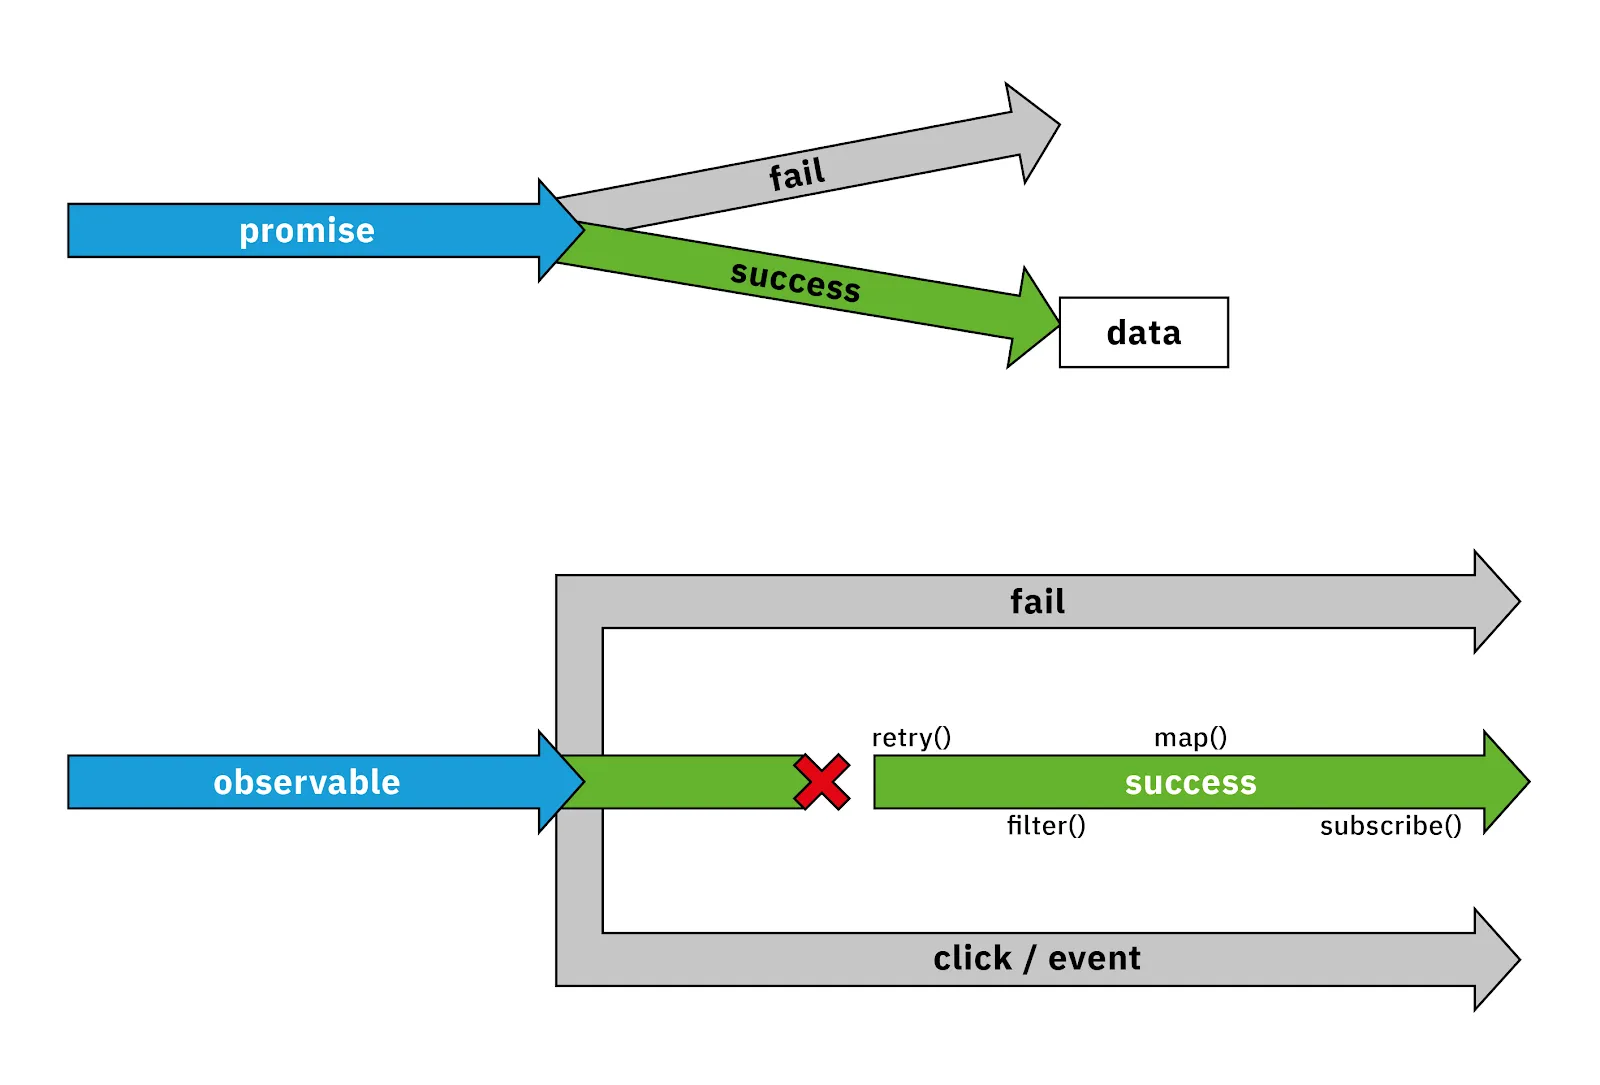 fail
promise
success
data
fail
retry()
map()
observable
success
filter()
subscribe()
click / event